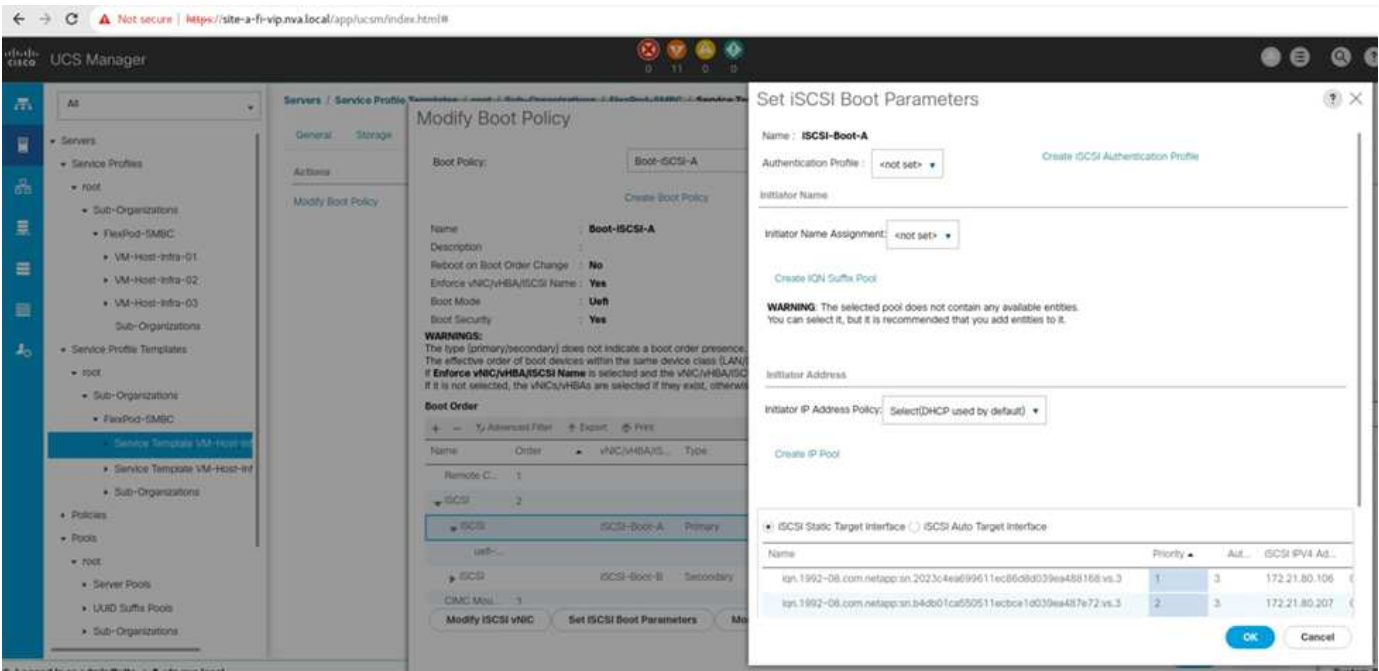 Not secure | https://site-a-fi-vip.nva.local/app/ucsm/index.html#
cisco UCS Manager
0 11 0 0
All
Servers
Service Profiles
root
Sub-Organizations
FlexPod-SMBC
VM-Host-Infra-01
VM-Host-Infra-02
VM-Host-Infra-03
Sub-Organizations
Service Profile Templates
root
Sub-Organizations
FlexPod-SMBC
Service Template VM-Host-Inf
Service Template VM-Host-Inf
Sub-Organizations
Policies
Pools
root
Server Pools
UUID Suffix Pools
Sub-Organizations
Servers / Service Profile
General Storage
Actions
Modify Boot Policy
Modify Boot Policy
Boot Policy: Boot-iSCSI-A
Create Boot Policy
Name : Boot-iSCSI-A
Description :
Reboot on Boot Order Change : No
Enforce vNIC/vHBA/iSCSI Name : Yes
Boot Mode : Uefi
Boot Security : Yes
WARNINGS:
The type (primary/secondary) does not indicate a boot order presence.
The effective order of boot devices within the same device class (LAN/
If Enforce vNIC/vHBA/iSCSI Name is selected and the vNIC/vHBA/iSC
If it is not selected, the vNICs/vHBAs are selected if they exist, otherwis
Boot Order
+ − Advanced Filter Export Print
Name Order vNIC/vHBA/iS... Type
Remote C... 1
iSCSI 2
iSCSI iSCSI-Boot-A Primary
uefi-...
iSCSI iSCSI-Boot-B Secondary
CIMC Mou... 3
Modify iSCSI vNIC Set iSCSI Boot Parameters Mo
Set iSCSI Boot Parameters
? ×
Name : iSCSI-Boot-A
Authentication Profile : <not set> Create iSCSI Authentication Profile
Initiator Name
Initiator Name Assignment: <not set>
Create IQN Suffix Pool
WARNING: The selected pool does not contain any available entities.
You can select it, but it is recommended that you add entities to it.
Initiator Address
Initiator IP Address Policy: Select(DHCP used by default)
Create IP Pool
iSCSI Static Target Interface iSCSI Auto Target Interface
Name Priority Aut... iSCSI IPV4 Ad...
iqn.1992-08.com.netapp:sn.2023c4ea699611ec86d8d039ea488168:vs.3 1 3 172.21.80.106
iqn.1992-08.com.netapp:sn.b4db01ca550511ecbce1d039ea487e72:vs.3 2 3 172.21.80.207
OK Cancel